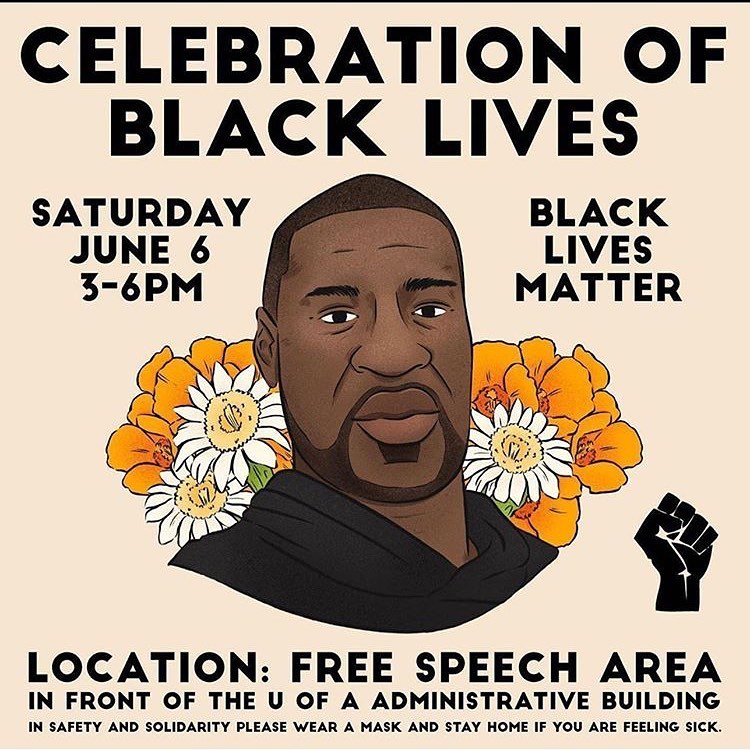 CELEBRATION OF
BLACK LIVES
SATURDAY
JUNE 6
3-6PM
BLACK
LIVES
MATTER
LOCATION: FREE SPEECH AREA
IN FRONT OF THE U OF A ADMINISTRATIVE BUILDING
IN SAFETY AND SOLIDARITY PLEASE WEAR A MASK AND STAY HOME IF YOU ARE FEELING SICK.